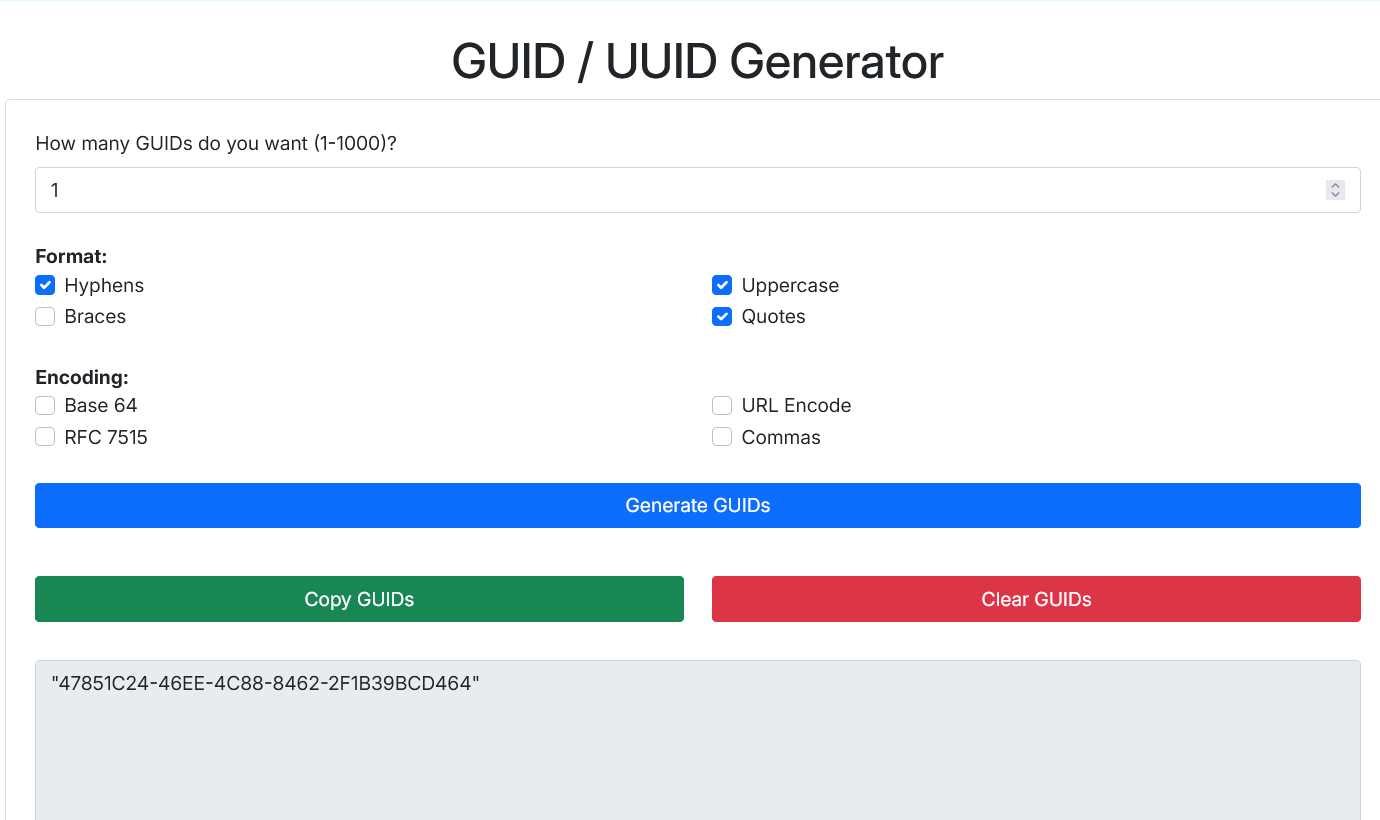 GUID / UUID Generator
How many GUIDs do you want (1-1000)?
1
Format:
Hyphens
Uppercase
Braces
Quotes
Encoding:
Base 64
URL Encode
RFC 7515
Commas
Generate GUIDs
Copy GUIDs
Clear GUIDs
"47851C24-46EE-4C88-8462-2F1B39BCD464"